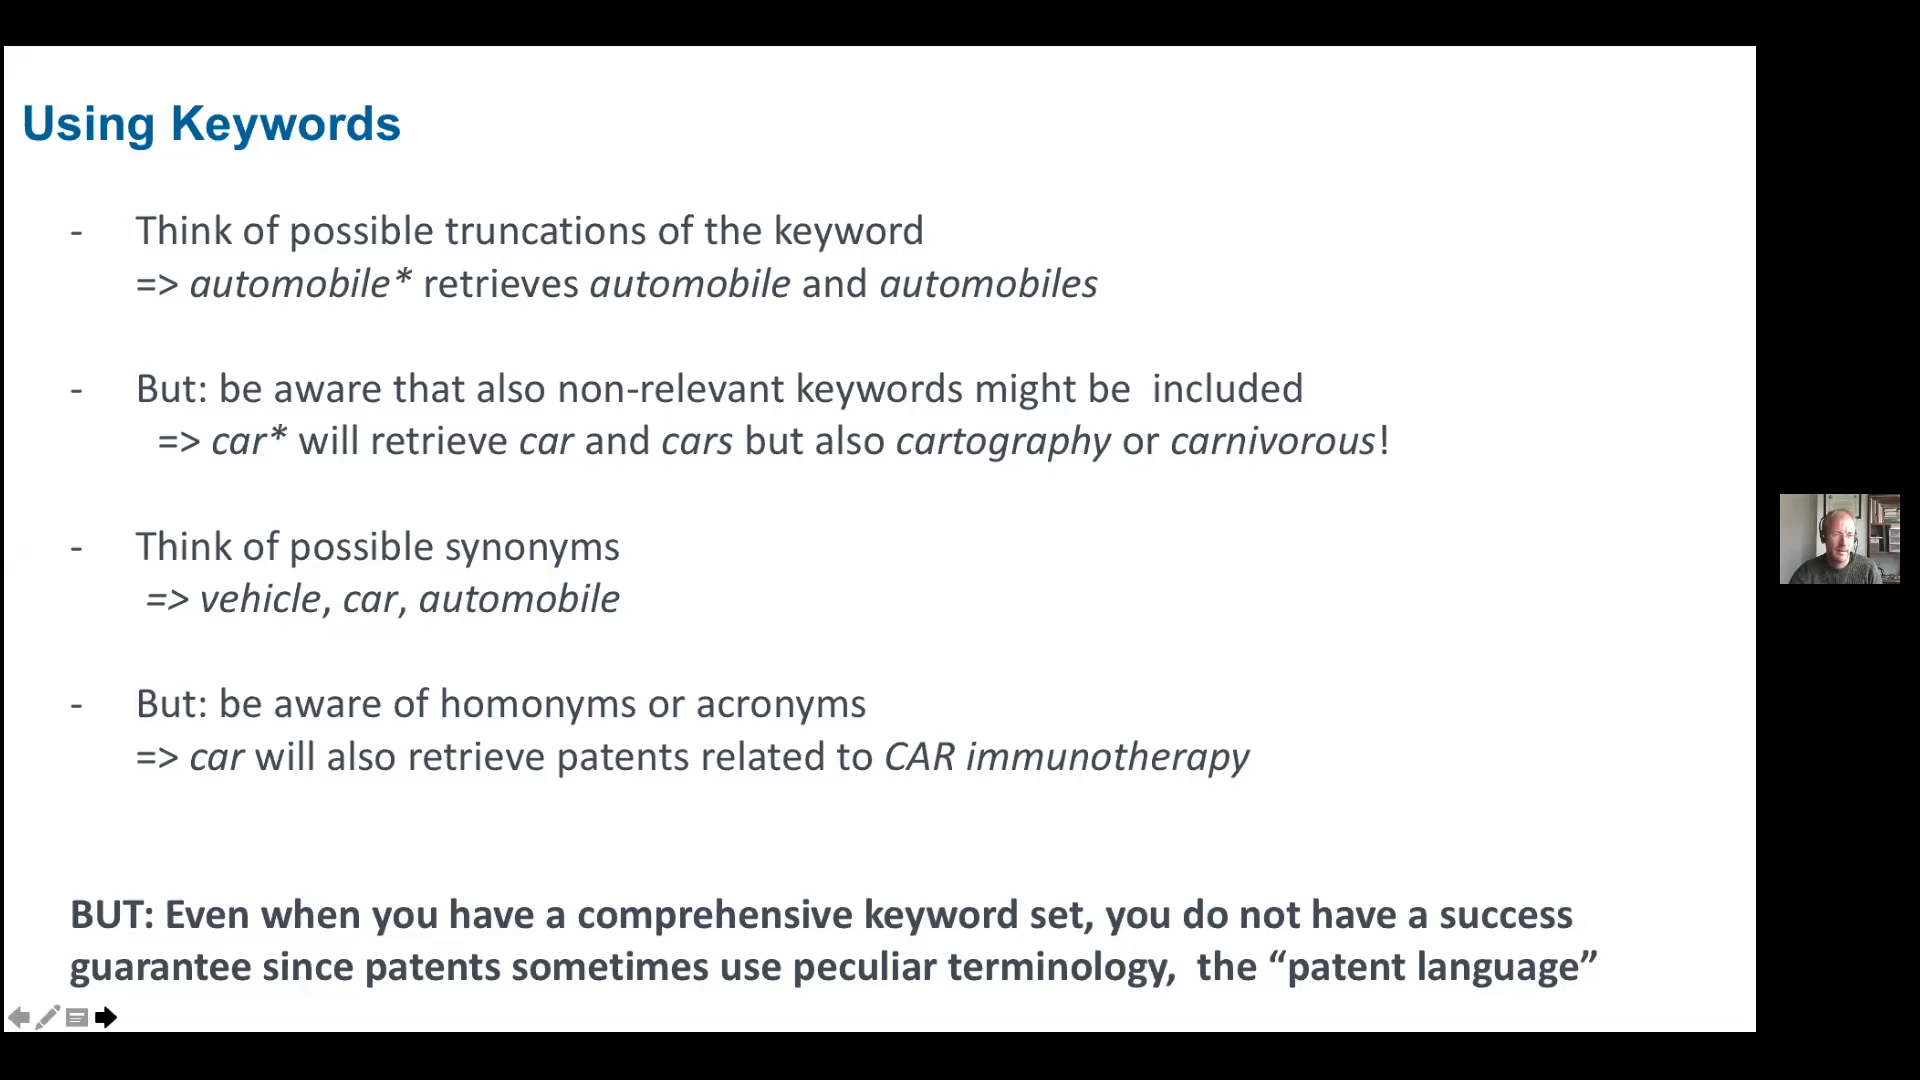 Using Keywords
- Think of possible truncations of the keyword
=> automobile* retrieves automobile and automobiles
- But: be aware that also non-relevant keywords might be  included
=> car* will retrieve car and cars but also cartography or carnivorous!
- Think of possible synonyms
=> vehicle, car, automobile
- But: be aware of homonyms or acronyms
=> car will also retrieve patents related to CAR immunotherapy
BUT: Even when you have a comprehensive keyword set, you do not have a success
guarantee since patents sometimes use peculiar terminology,  the “patent language”